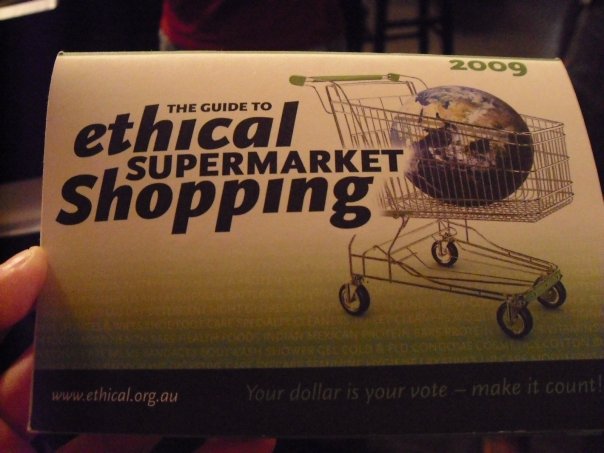 2009
THE GUIDE TO
ethical
SUPERMARKET
Shopping
www.ethical.org.au
Your dollar is your vote – make it count!